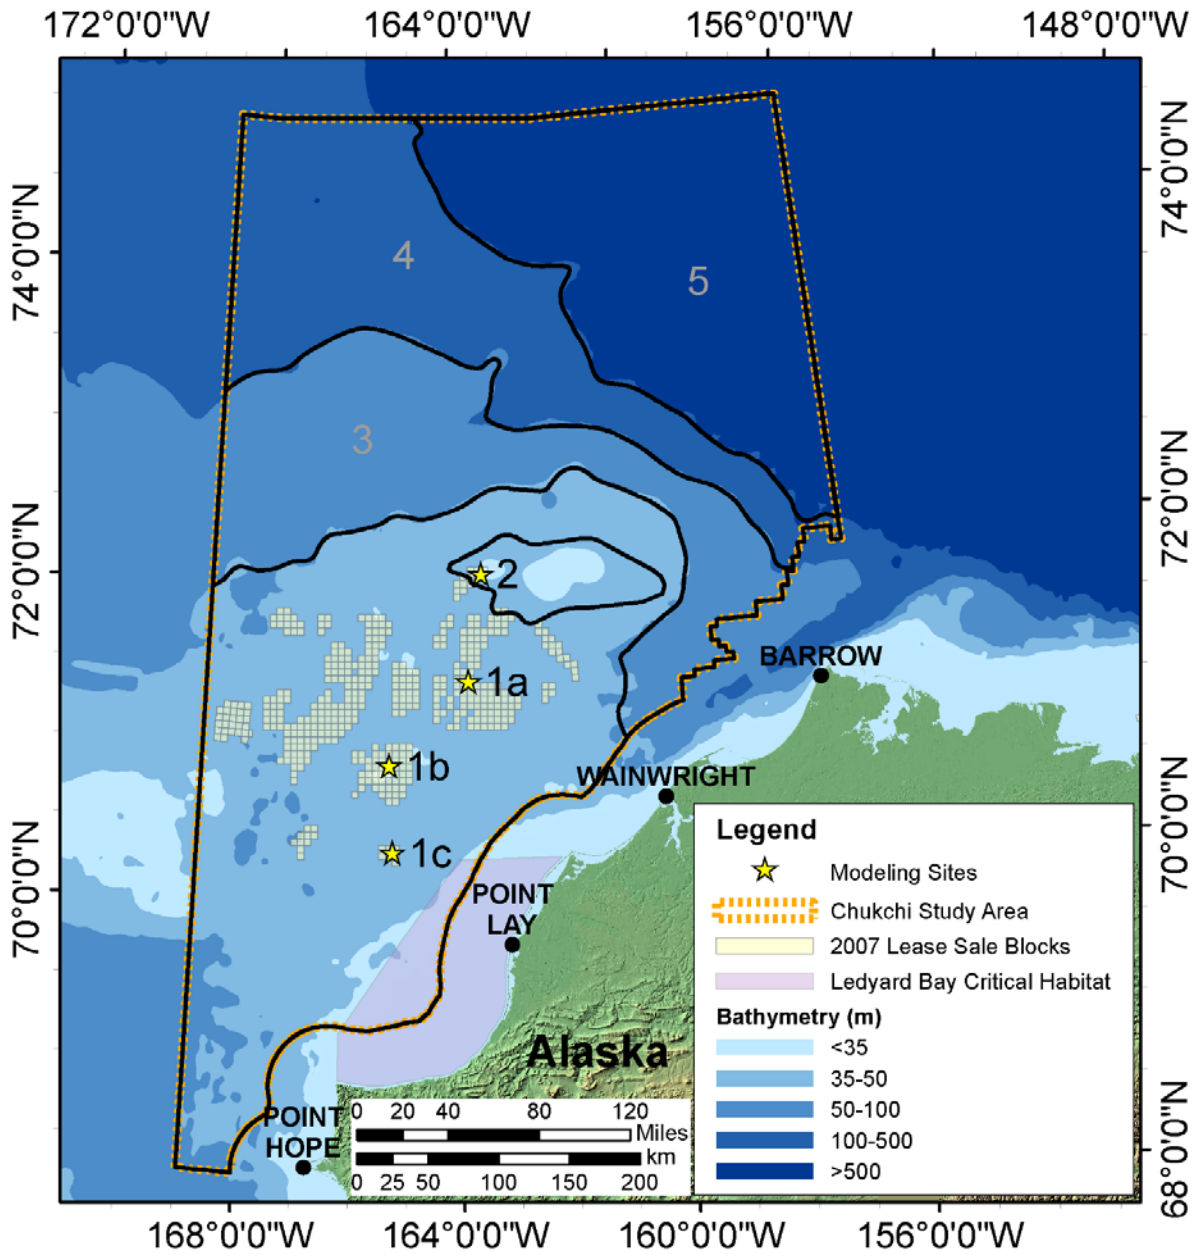 172°0'0"W 164°0'0"W 156°0'0"W 148°0'0"W
74°0'0"N
74°0'0"N
4
5
3
72°0'0"N
72°0'0"N
2
1a
BARROW
1b
WAINWRIGHT
70°0'0"N
70°0'0"N
1c
POINT
LAY
Legend
Modeling Sites
Chukchi Study Area
2007 Lease Sale Blocks
Ledyard Bay Critical Habitat
Bathymetry (m)
<35
35-50
50-100
100-500
>500
Alaska
POINT
HOPE
0 20 40 80 120
Miles
km
0 25 50 100 150 200
68°0'0"N
168°0'0"W 164°0'0"W 160°0'0"W 156°0'0"W